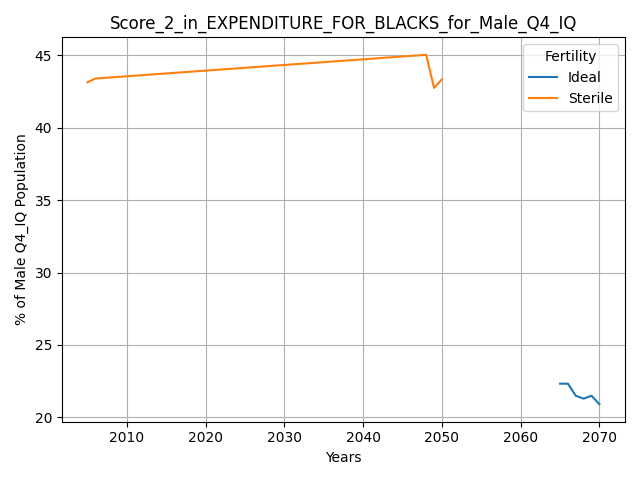 Score_2_in_EXPENDITURE_FOR_BLACKS_for_Male_Q4_IQ
% of Male Q4_IQ Population
45
40
35
30
25
20
Fertility
Ideal
Sterile
2010 2020 2030 2040 2050 2060 2070
Years